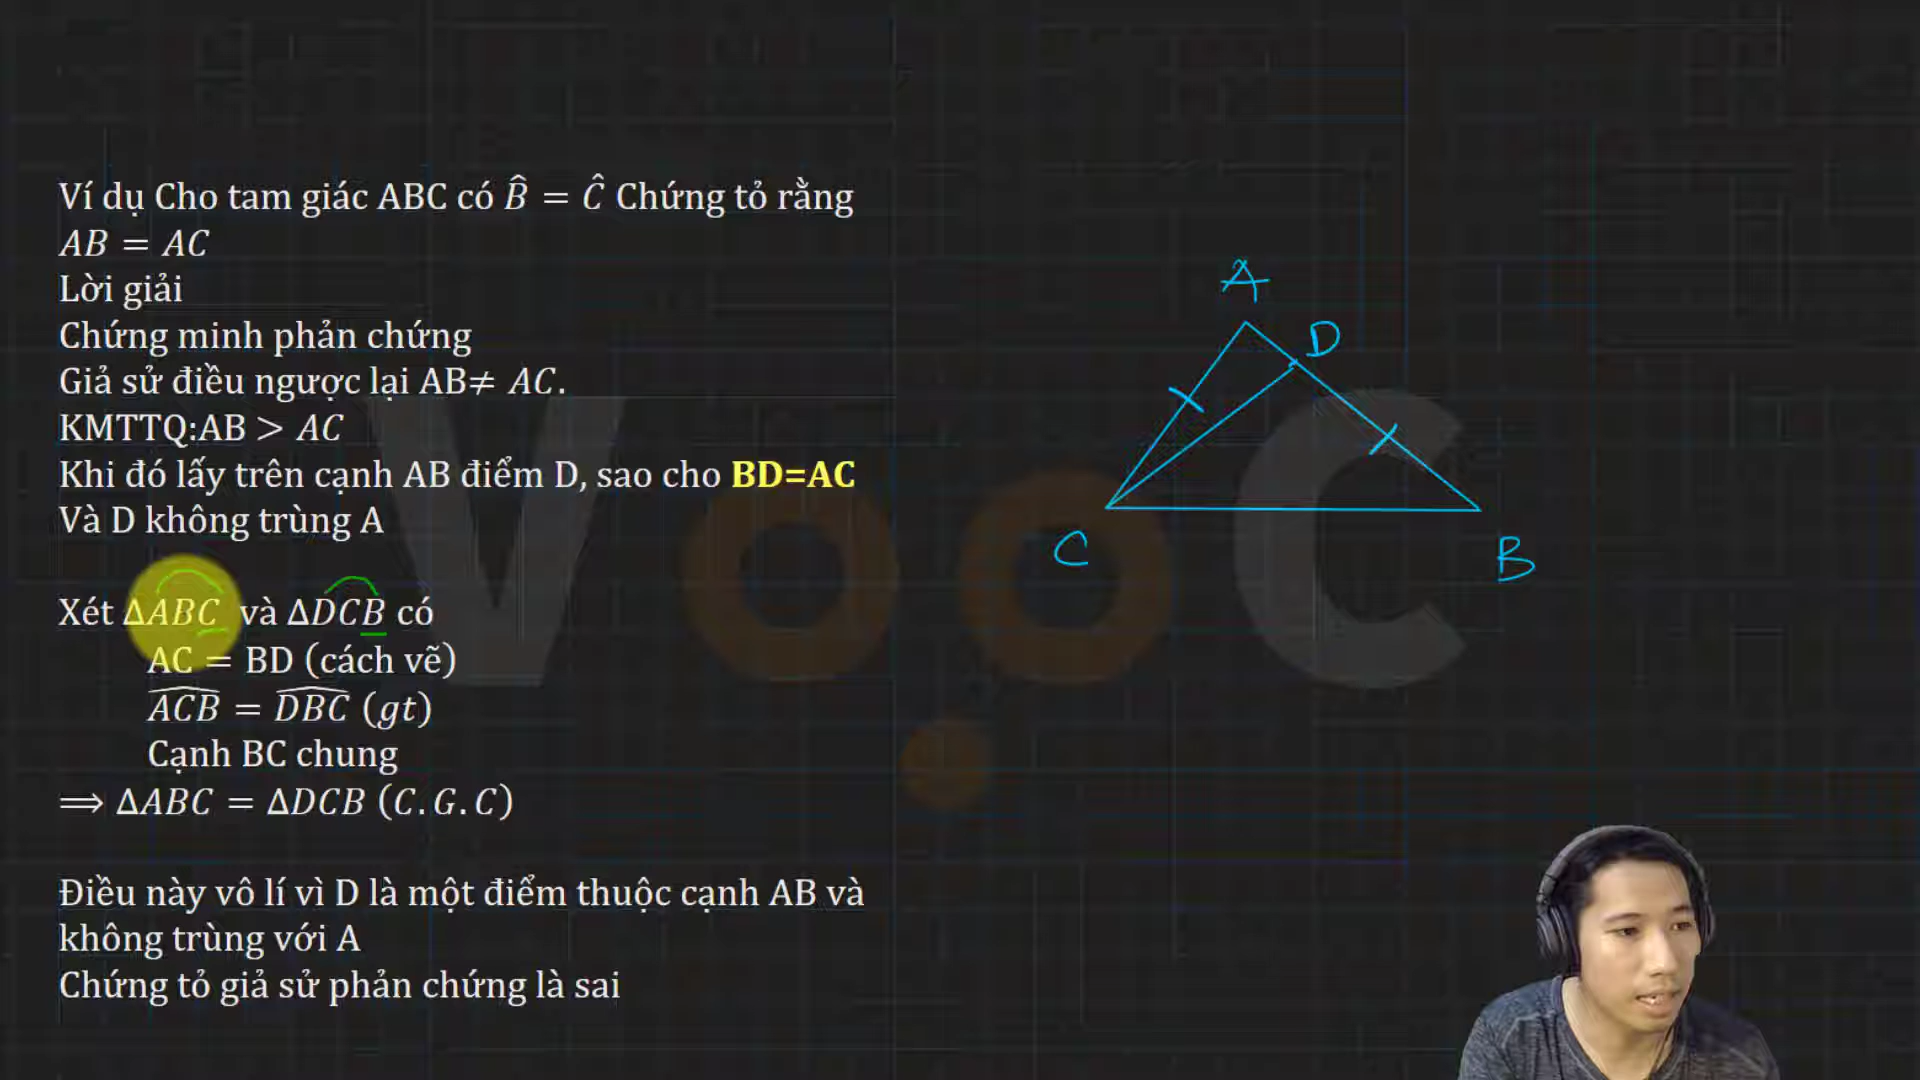 Ví dụ Cho tam giác ABC có B̂ = Ĉ Chứng tỏ rằng
AB = AC
Lời giải
Chứng minh phản chứng
Giả sử điều ngược lại AB≠ AC.
KMTTQ:AB > AC
Khi đó lấy trên cạnh AB điểm D, sao cho BD=AC
Và D không trùng A
Xét ΔABC và ΔDCB có
AC = BD (cách vẽ)
\widehat{ACB} = \widehat{DBC} (gt)
Cạnh BC chung
⟹ ΔABC = ΔDCB (C.G.C)
Điều này vô lí vì D là một điểm thuộc cạnh AB và
không trùng với A
Chứng tỏ giả sử phản chứng là sai
A
D
C
B
VOOC